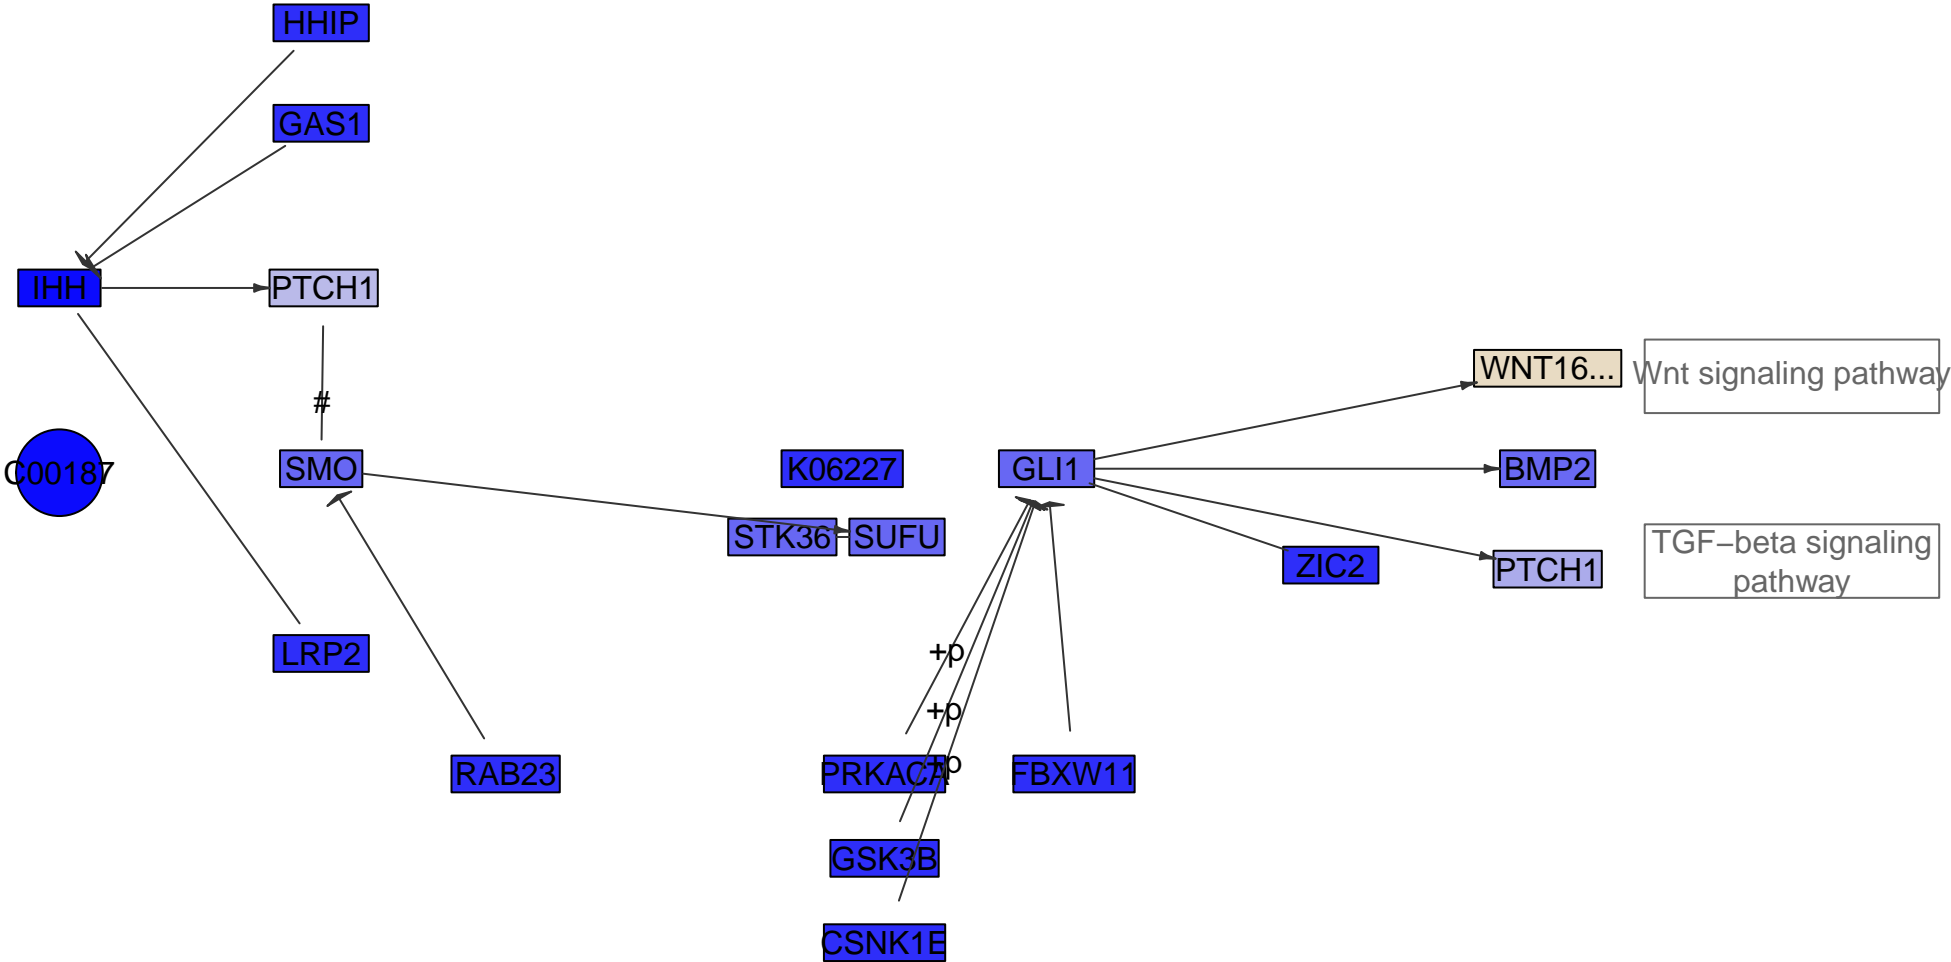 HHIP
GAS1
IHH
PTCH1
WNT16...
Wnt signaling pathway
#
C00187
SMO
K06227
GLI1
BMP2
STK36
SUFU
TGF−beta signaling
pathway
ZIC2
PTCH1
LRP2
+p
+p
+p
RAB23
PRKACA
FBXW11
GSK3B
CSNK1E